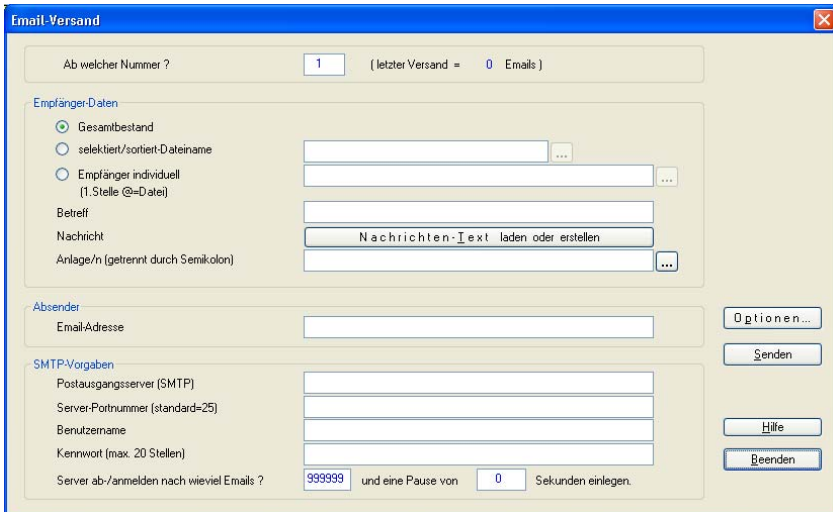 Email-Versand
Ab welcher Nummer ? 1 ( letzter Versand = 0 Emails )
Empfänger-Daten
Gesamtbestand
selektiert/sortiert-Dateiname ...
Empfänger individuell ...
(1.Stelle @=Datei)
Betreff
Nachricht Nachrichten-Text laden oder erstellen
Anlage/n (getrennt durch Semikolon) ...
Absender
Email-Adresse
Optionen...
Senden
SMTP-Vorgaben
Postausgangsserver (SMTP)
Server-Portnummer (standard=25)
Benutzername
Hilfe
Kennwort (max. 20 Stellen)
Beenden
Server ab-/anmelden nach wieviel Emails ? 999999 und eine Pause von 0 Sekunden einlegen.